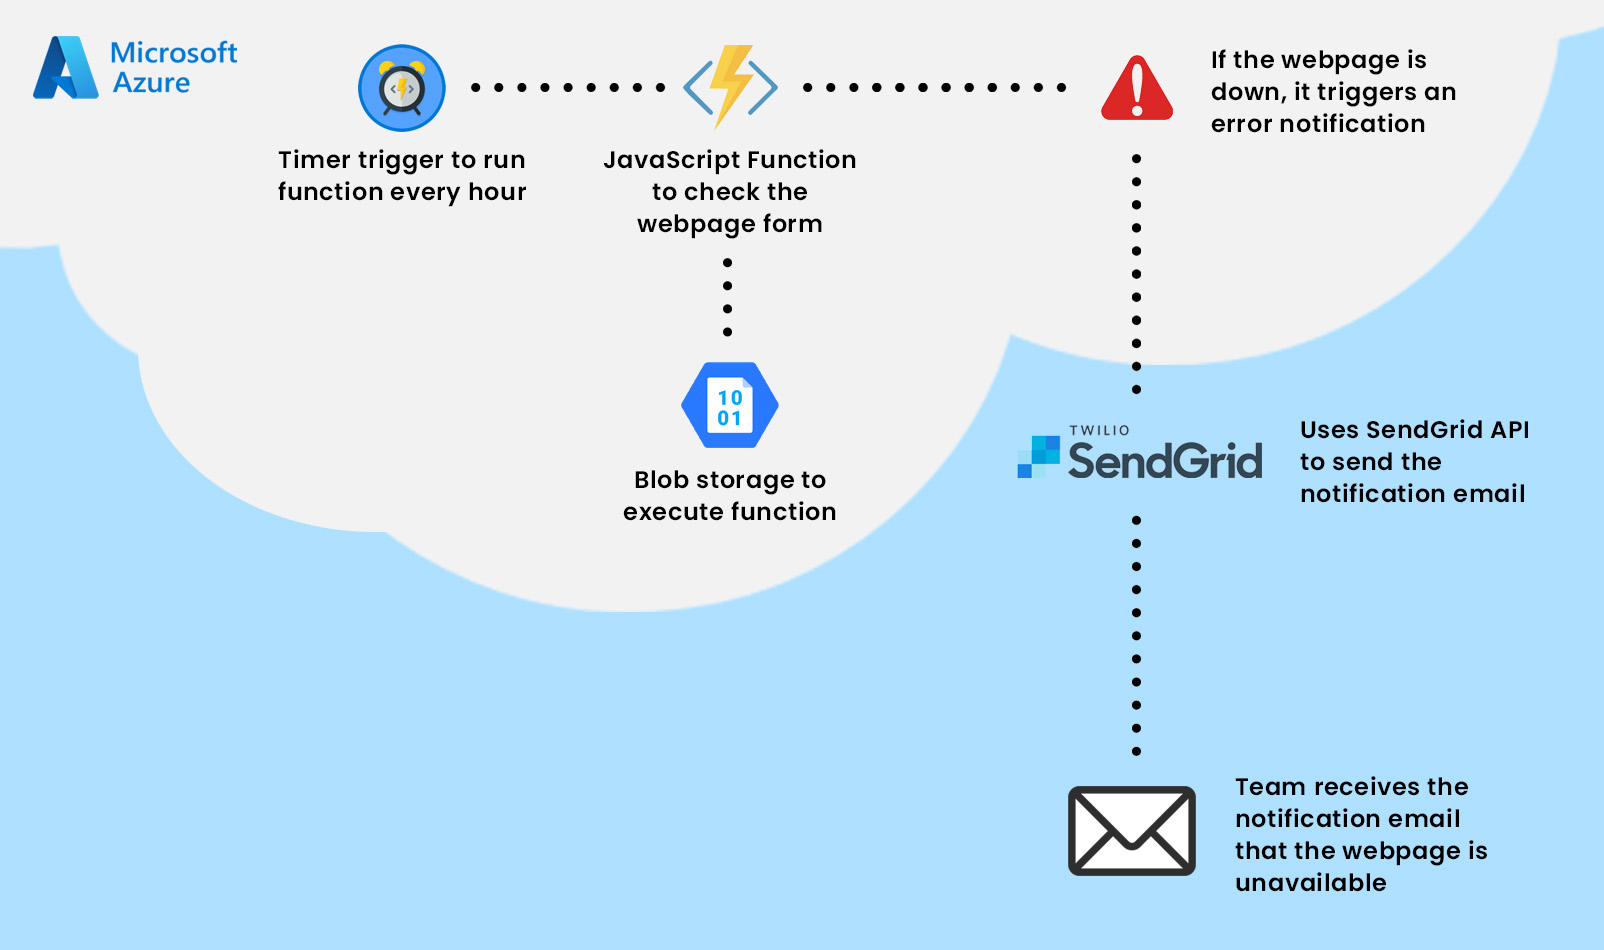 Microsoft
Azure
Timer trigger to run
function every hour
JavaScript Function
to check the
webpage form
If the webpage is
down, it triggers an
error notification
10
01
Blob storage to
execute function
TWILIO
SendGrid
Uses SendGrid API
to send the
notification email
Team receives the
notification email
that the webpage is
unavailable